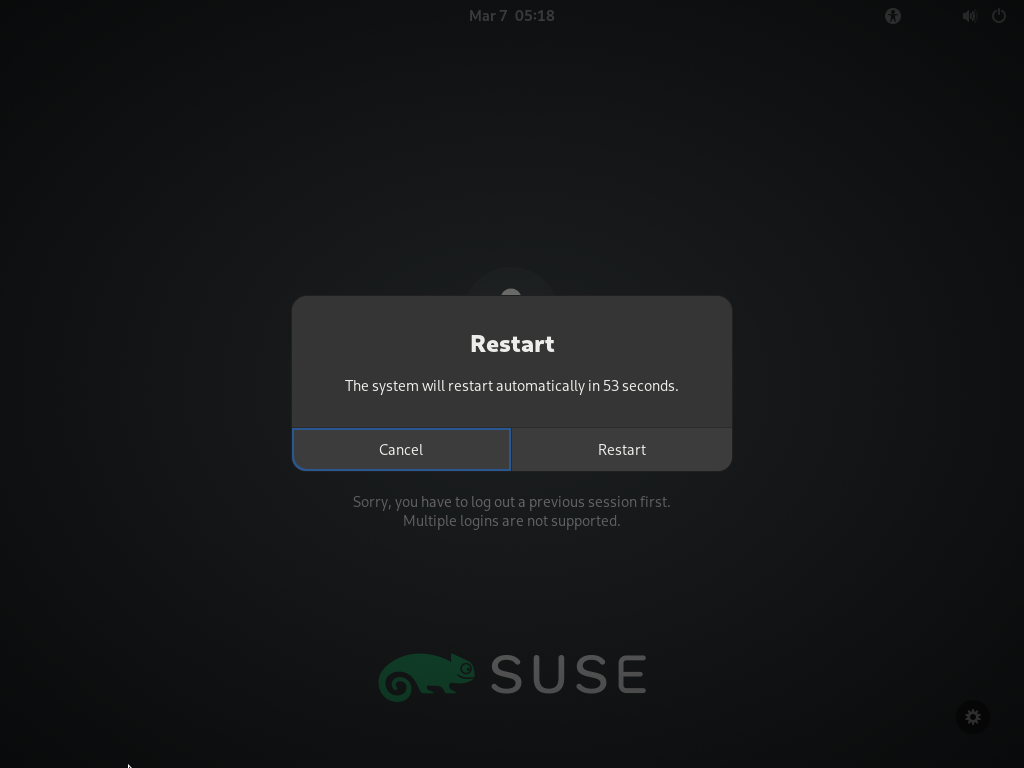 Mar 7 05:18
Restart
The system will restart automatically in 53 seconds.
Cancel
Restart
Sorry, you have to log out a previous session first.
Multiple logins are not supported.
SUSE